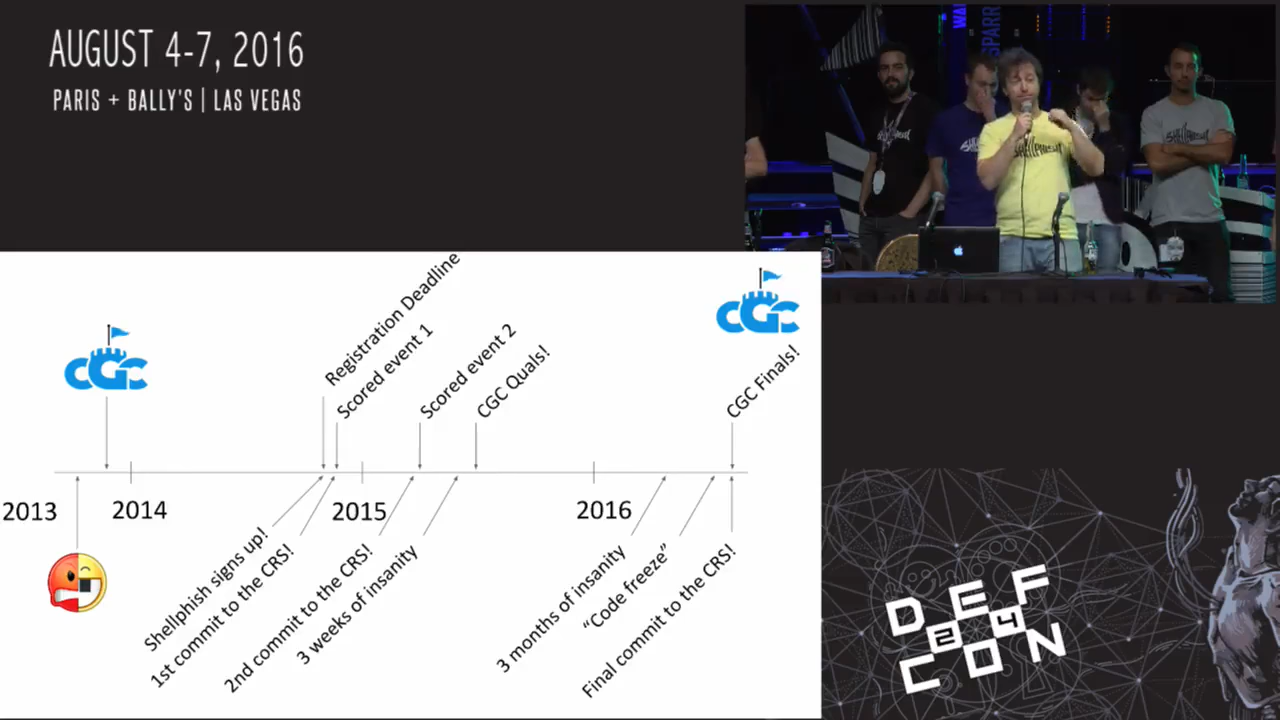 AUGUST 4-7, 2016
PARIS + BALLY'S | LAS VEGAS
SHELLPHISH
CGC
CGC
Registration Deadline
Scored event 1
Scored event 2
CGC Quals!
CGC Finals!
2013
2014
2015
2016
Shellphish signs up!
1st commit to the CRS!
2nd commit to the CRS!
3 weeks of insanity
3 months of insanity
“Code freeze”
Final commit to the CRS!
DEF
24
CON